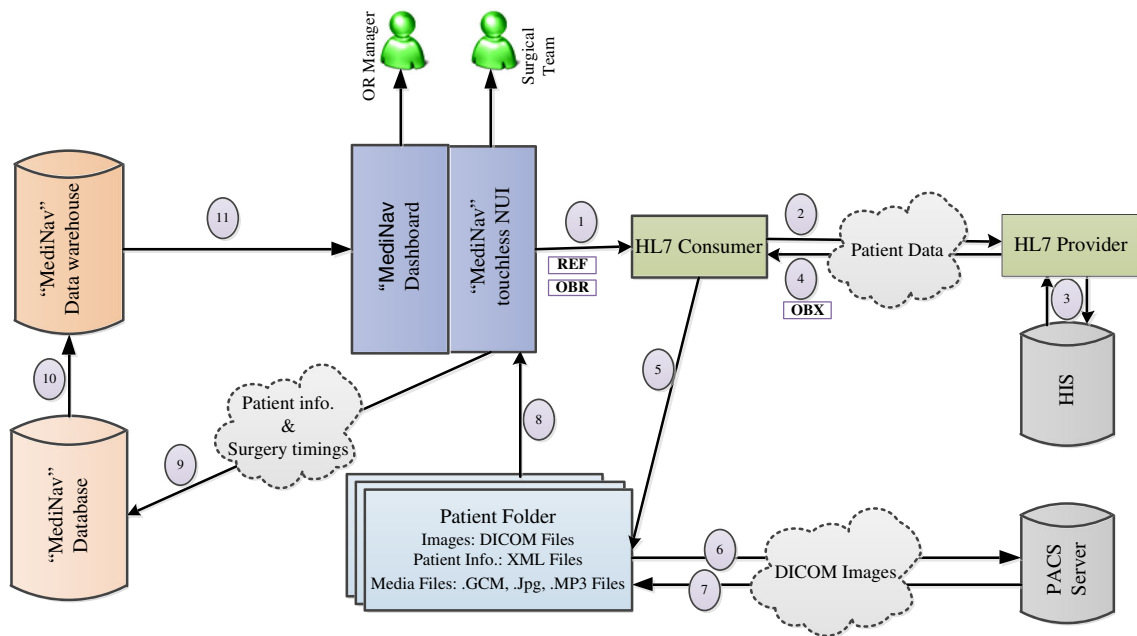 OR Manager
Surgical
Team
“MediNav”
Data warehouse
11
“MediNav
Dashboard
“MediNav”
touchless NUI
1
REF
OBR
HL7 Consumer
2
Patient Data
4
OBX
HL7 Provider
3
HIS
10
5
Patient info.
&
Surgery timings
8
9
“MediNav”
Database
Patient Folder
Images: DICOM Files
Patient Info.: XML Files
Media Files: .GCM, .Jpg, .MP3 Files
6
DICOM Images
7
PACS
Server